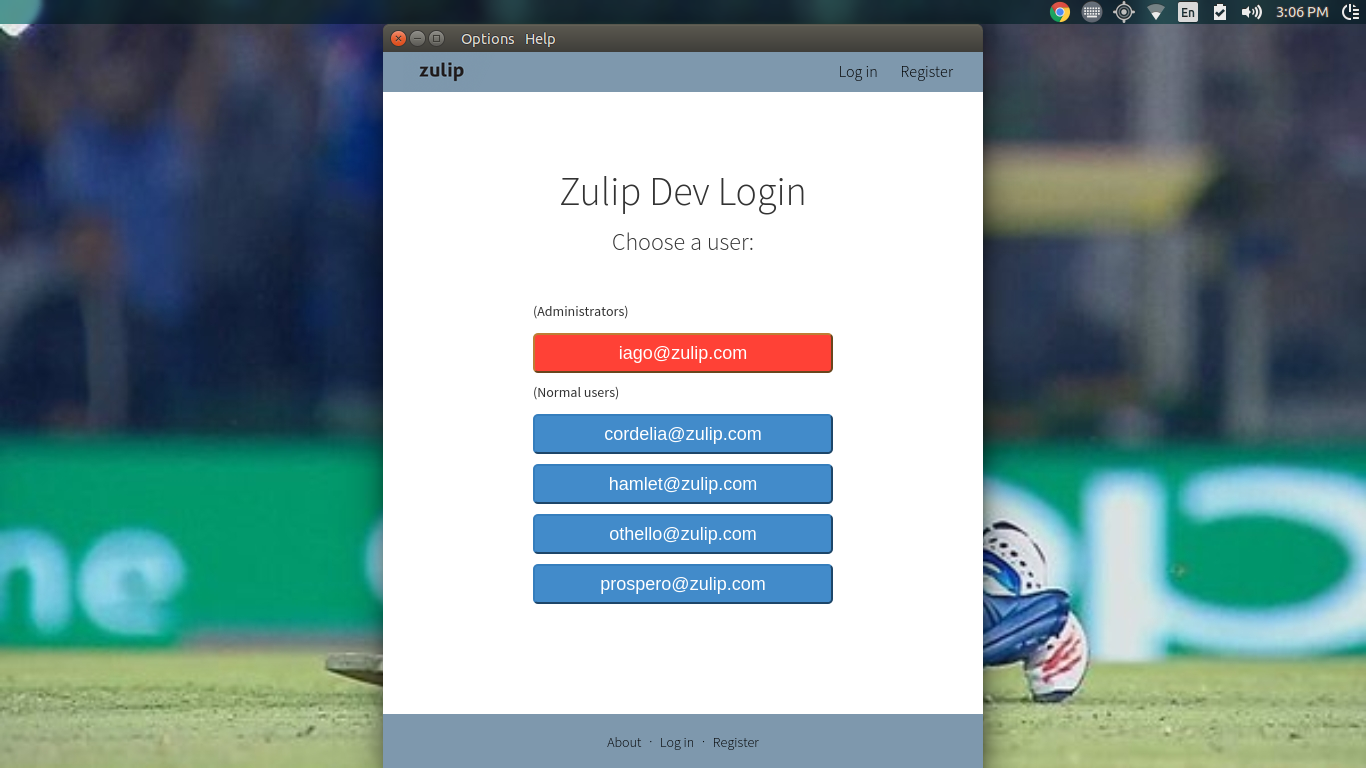 En 3:06 PM
Options Help
zulip Log in Register
Zulip Dev Login
Choose a user:
(Administrators)
iago@zulip.com
(Normal users)
cordelia@zulip.com
hamlet@zulip.com
othello@zulip.com
prospero@zulip.com
ne
About · Log in · Register